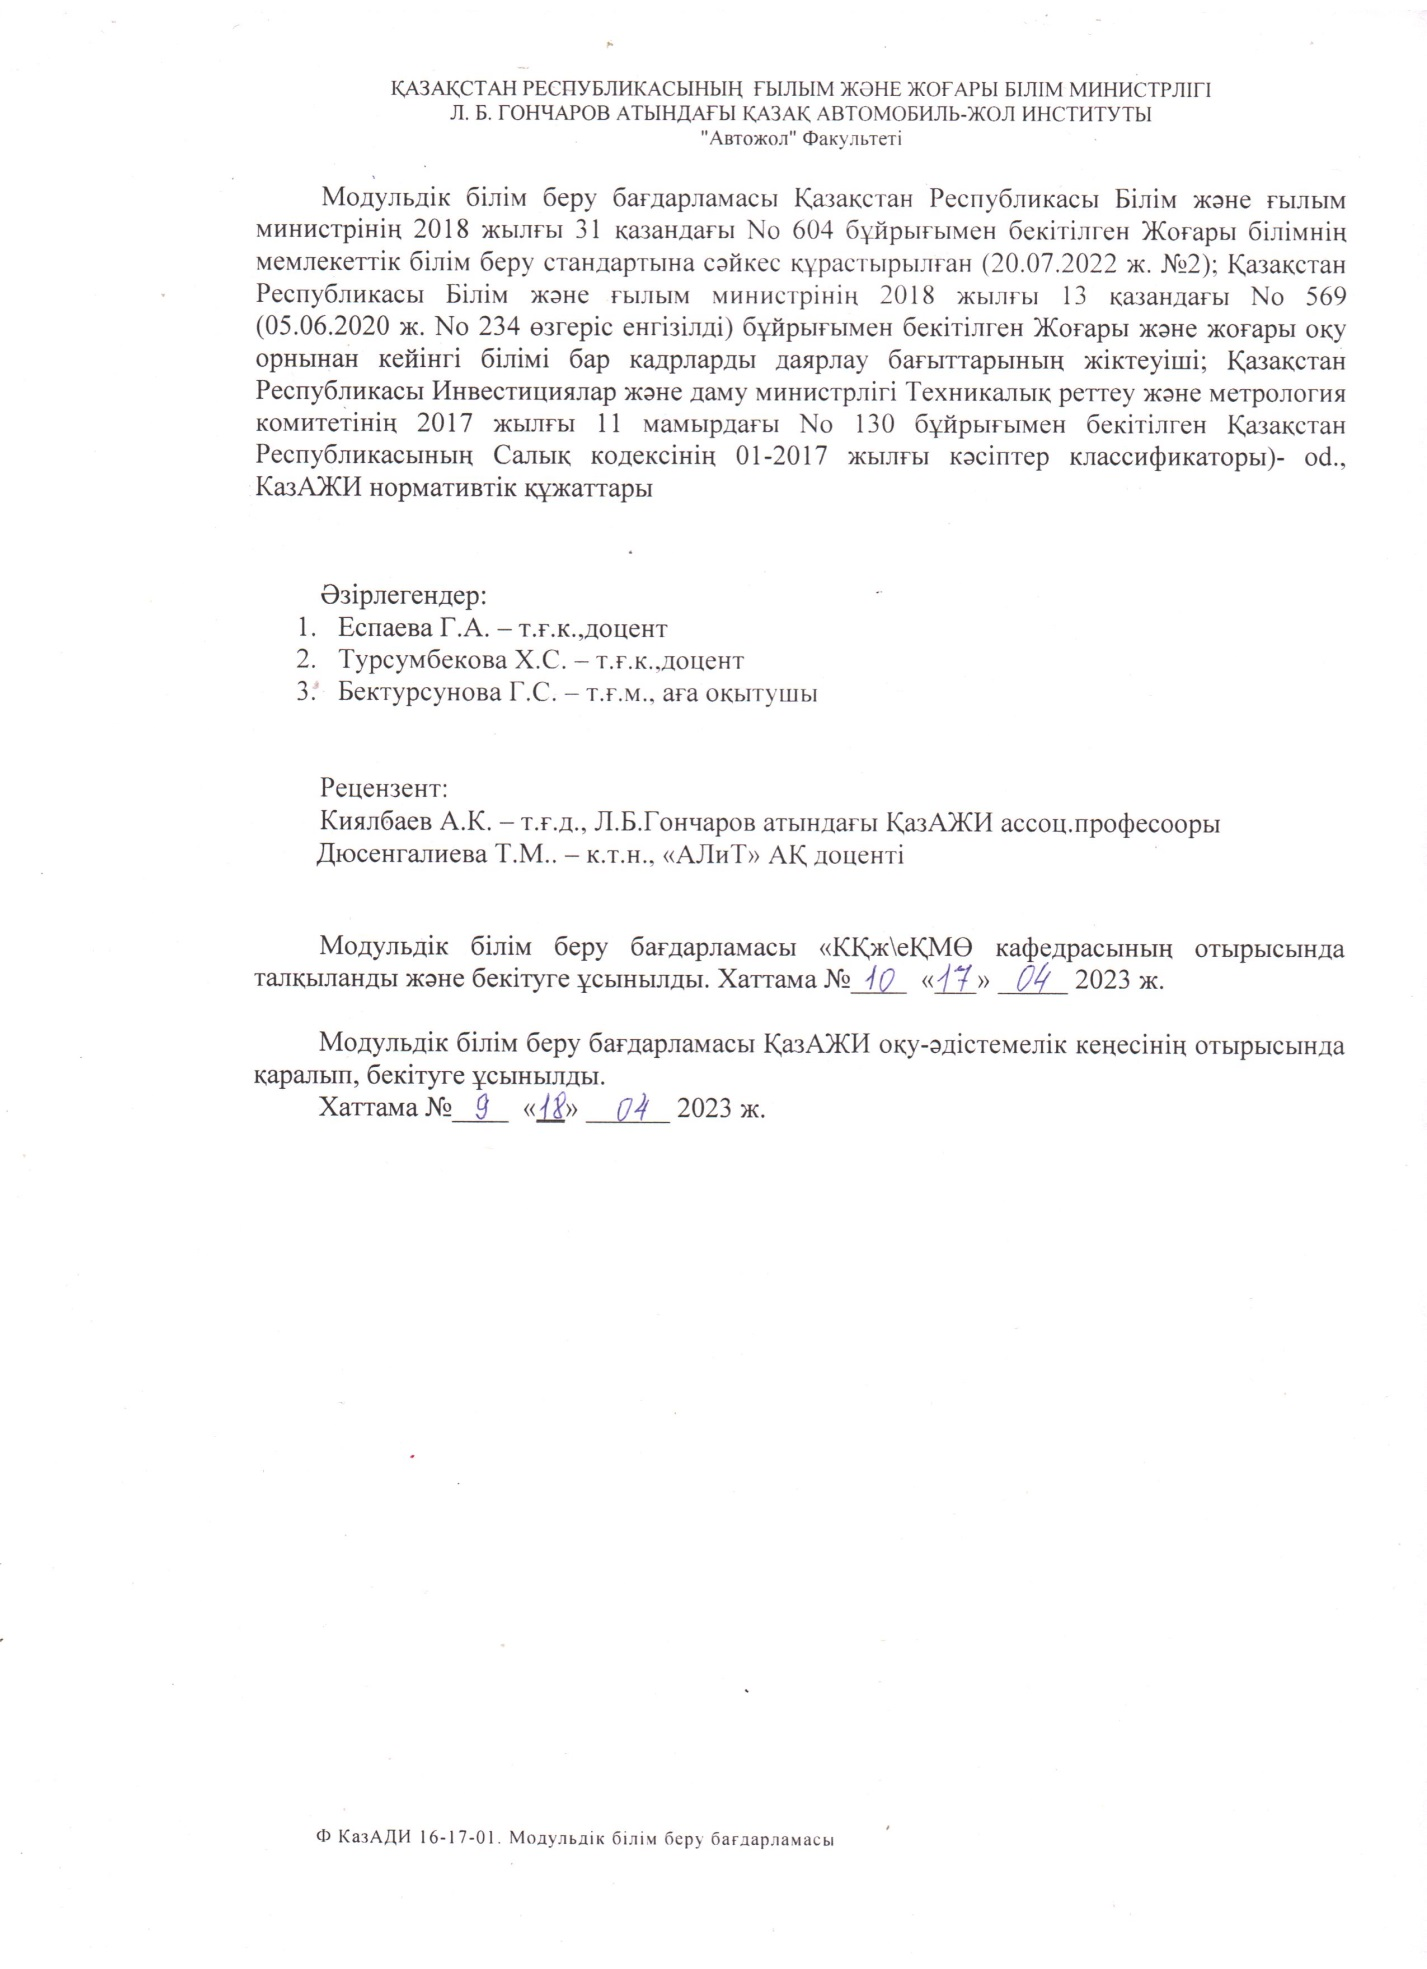 ҚАЗАҚСТАН РЕСПУБЛИКАСЫНЫҢ ҒЫЛЫМ ЖӘНЕ ЖОҒАРЫ БІЛІМ МИНИСТРЛІГІ
Л. Б. ГОНЧАРОВ АТЫНДАҒЫ ҚАЗАҚ АВТОМОБИЛЬ-ЖОЛ ИНСТИТУТЫ
"Автожол" Факультеті
Модульдік білім беру бағдарламасы Қазақстан Республикасы Білім және ғылым
министрінің 2018 жылғы 31 қазандағы No 604 бұйрығымен бекітілген Жоғары білімнің
мемлекеттік білім беру стандартына сәйкес құрастырылған (20.07.2022 ж. №2); Қазақстан
Республикасы Білім және ғылым министрінің 2018 жылғы 13 қазандағы No 569
(05.06.2020 ж. No 234 өзгеріс енгізілді) бұйрығымен бекітілген Жоғары және жоғары оқу
орнынан кейінгі білімі бар кадрларды даярлау бағыттарының жіктеуіші; Қазақстан
Республикасы Инвестициялар және даму министрлігі Техникалық реттеу және метрология
комитетінің 2017 жылғы 11 мамырдағы No 130 бұйрығымен бекітілген Қазақстан
Республикасының Салық кодексінің 01-2017 жылғы кәсіптер классификаторы)- od.,
КазАЖИ нормативтік құжаттары
Әзірлегендер:
1. Еспаева Г.А. – т.ғ.к.,доцент
2. Турсумбекова Х.С. – т.ғ.к.,доцент
3. Бектурсунова Г.С. – т.ғ.м., аға оқытушы
Рецензент:
Киялбаев А.К. – т.ғ.д., Л.Б.Гончаров атындағы ҚазАЖИ ассоц.професооры
Дюсенгалиева Т.М.. – к.т.н., «АЛиТ» АҚ доценті
Модульдік білім беру бағдарламасы «КҚж\еҚМӨ кафедрасының отырысында
талқыланды және бекітуге ұсынылды. Хаттама № 10 «17» 04 2023 ж.
Модульдік білім беру бағдарламасы ҚазАЖИ оқу-әдістемелік кеңесінің отырысында
қаралып, бекітуге ұсынылды.
Хаттама № 9 «18» 04 2023 ж.
Ф КазАДИ 16-17-01. Модульдік білім беру бағдарламасы